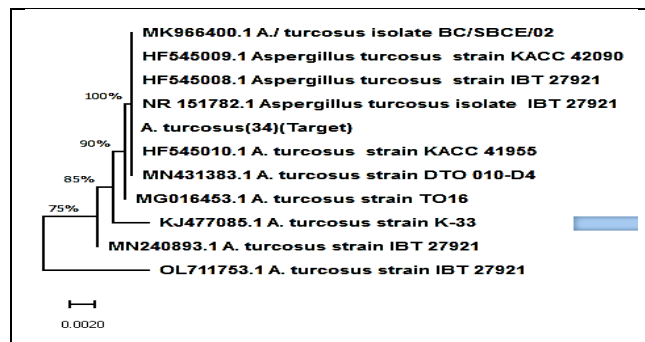 MK966400.1 A./ turcosus isolate BC/SBCE/02
HF545009.1 Aspergillus turcosus strain KACC 42090
HF545008.1 Aspergillus turcosus strain IBT 27921
100%
NR 151782.1 Aspergillus turcosus isolate IBT 27921
A. turcosus(34)(Target)
90%
HF545010.1 A. turcosus strain KACC 41955
MN431383.1 A. turcosus strain DTO 010-D4
85%
MG016453.1 A. turcosus strain TO16
75%
KJ477085.1 A. turcosus strain K-33
MN240893.1 A. turcosus strain IBT 27921
OL711753.1 A. turcosus strain IBT 27921
0.0020